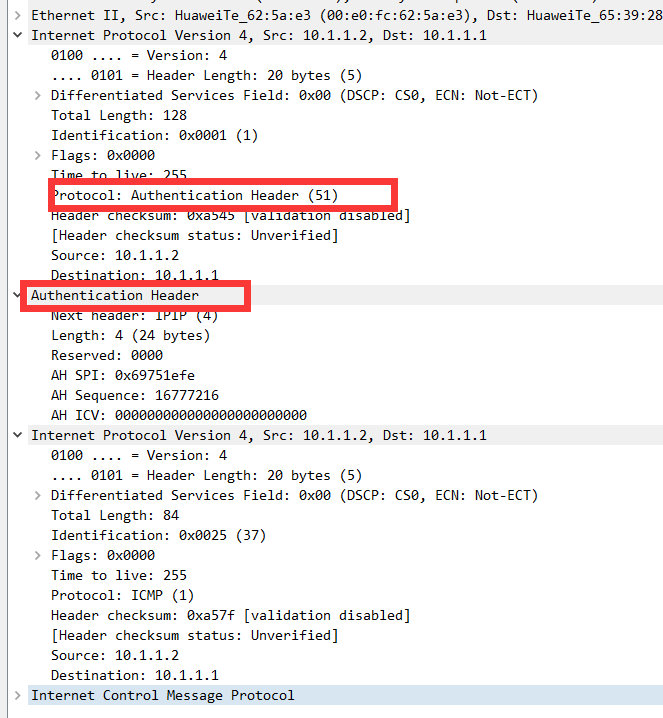 Ethernet II, Src: HuaweiTe_62:5a:e3 (00:e0:fc:62:5a:e3), Dst: HuaweiTe_65:39:28
Internet Protocol Version 4, Src: 10.1.1.2, Dst: 10.1.1.1
0100 .... = Version: 4
.... 0101 = Header Length: 20 bytes (5)
Differentiated Services Field: 0x00 (DSCP: CS0, ECN: Not-ECT)
Total Length: 128
Identification: 0x0001 (1)
Flags: 0x0000
Time to live: 255
Protocol: Authentication Header (51)
Header checksum: 0xa545 [validation disabled]
[Header checksum status: Unverified]
Source: 10.1.1.2
Destination: 10.1.1.1
Authentication Header
Next header: IPIP (4)
Length: 4 (24 bytes)
Reserved: 0000
AH SPI: 0x69751efe
AH Sequence: 16777216
AH ICV: 000000000000000000000000
Internet Protocol Version 4, Src: 10.1.1.2, Dst: 10.1.1.1
0100 .... = Version: 4
.... 0101 = Header Length: 20 bytes (5)
Differentiated Services Field: 0x00 (DSCP: CS0, ECN: Not-ECT)
Total Length: 84
Identification: 0x0025 (37)
Flags: 0x0000
Time to live: 255
Protocol: ICMP (1)
Header checksum: 0xa57f [validation disabled]
[Header checksum status: Unverified]
Source: 10.1.1.2
Destination: 10.1.1.1
Internet Control Message Protocol